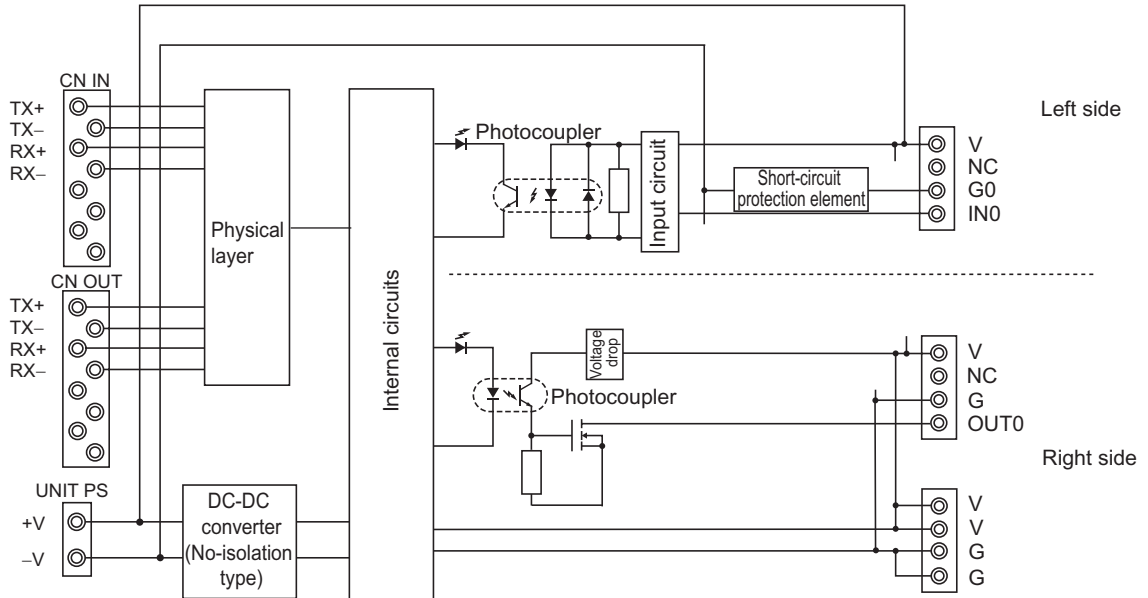 CN IN
TX+
TX–
RX+
RX–
CN OUT
TX+
TX–
RX+
RX–
UNIT PS
+V
–V
Physical
layer
DC-DC
converter
(No-isolation
type)
Internal circuits
Photocoupler
Input circuit
Short-circuit
protection element
Left side
V
NC
G0
IN0
Voltage
drop
Photocoupler
V
NC
G
OUT0
Right side
V
V
G
G